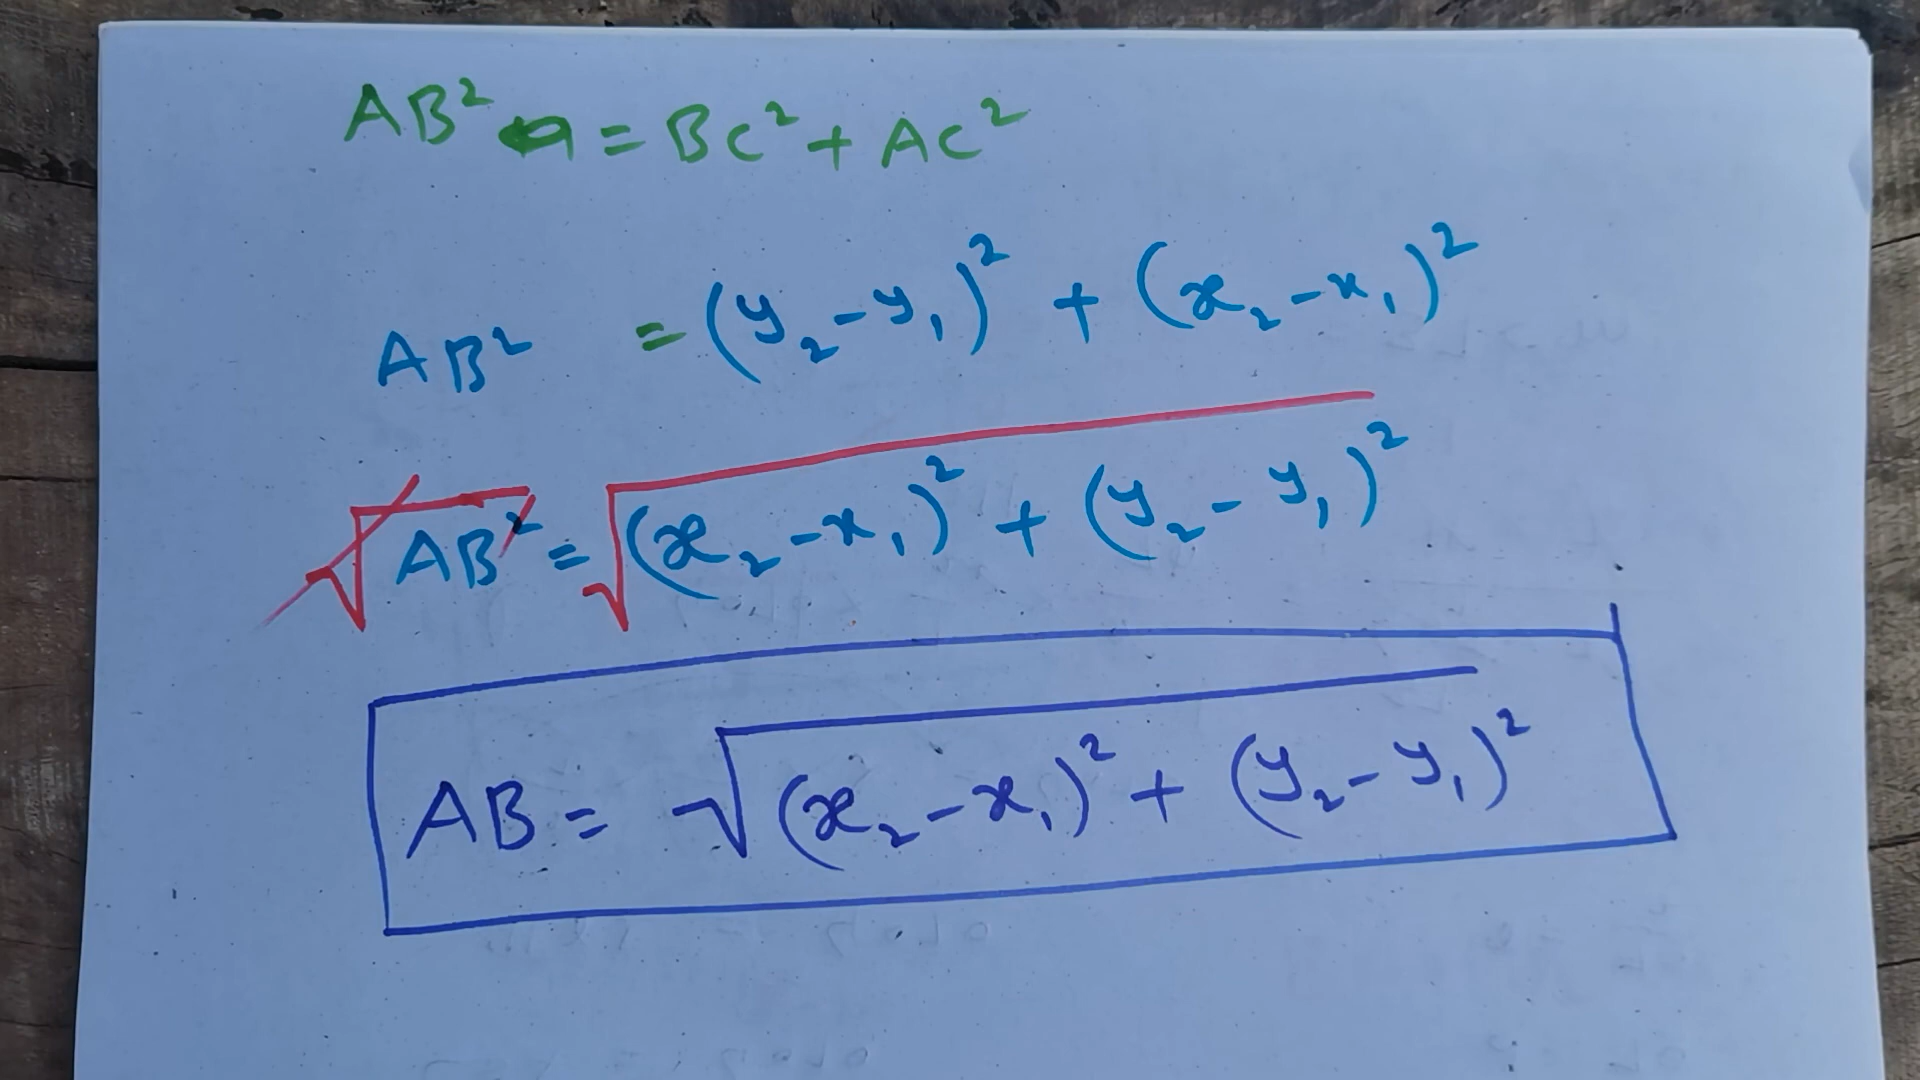 AB² = BC² + AC²
AB² = (y₂ - y₁)² + (x₂ - x₁)²
√AB² = √(x₂ - x₁)² + (y₂ - y₁)²
AB = √(x₂ - x₁)² + (y₂ - y₁)²